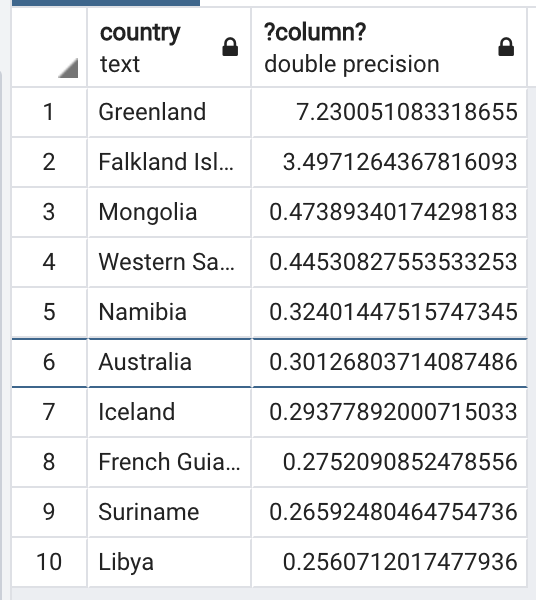 country ?column?
text double precision
1 Greenland 7.230051083318655
2 Falkland Isl... 3.4971264367816093
3 Mongolia 0.47389340174298183
4 Western Sa... 0.44530827553533253
5 Namibia 0.32401447515747345
6 Australia 0.30126803714087486
7 Iceland 0.29377892000715033
8 French Guia... 0.2752090852478556
9 Suriname 0.26592480464754736
10 Libya 0.2560712017477936